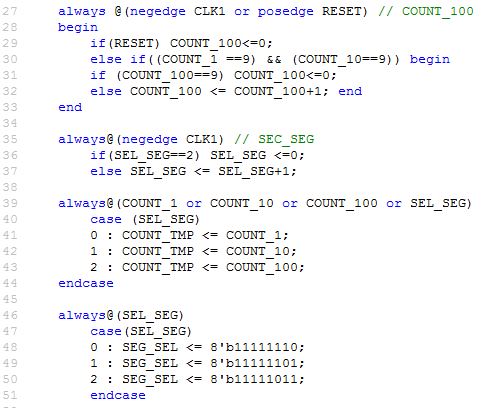 27 always @(negedge CLK1 or posedge RESET) // COUNT_100
28 begin
29 if(RESET) COUNT_100<=0;
30 else if((COUNT_1 ==9) && (COUNT_10==9)) begin
31 if (COUNT_100==9) COUNT_100<=0;
32 else COUNT_100 <= COUNT_100+1; end
33 end
34
35 always@(negedge CLK1) // SEC_SEG
36 if(SEL_SEG==2) SEL_SEG <=0;
37 else SEL_SEG <= SEL_SEG+1;
38
39 always@(COUNT_1 or COUNT_10 or COUNT_100 or SEL_SEG)
40 case (SEL_SEG)
41 0 : COUNT_TMP <= COUNT_1;
42 1 : COUNT_TMP <= COUNT_10;
43 2 : COUNT_TMP <= COUNT_100;
44 endcase
45
46 always@(SEL_SEG)
47 case(SEL_SEG)
48 0 : SEG_SEL <= 8'b11111110;
49 1 : SEG_SEL <= 8'b11111101;
50 2 : SEG_SEL <= 8'b11111011;
51 endcase